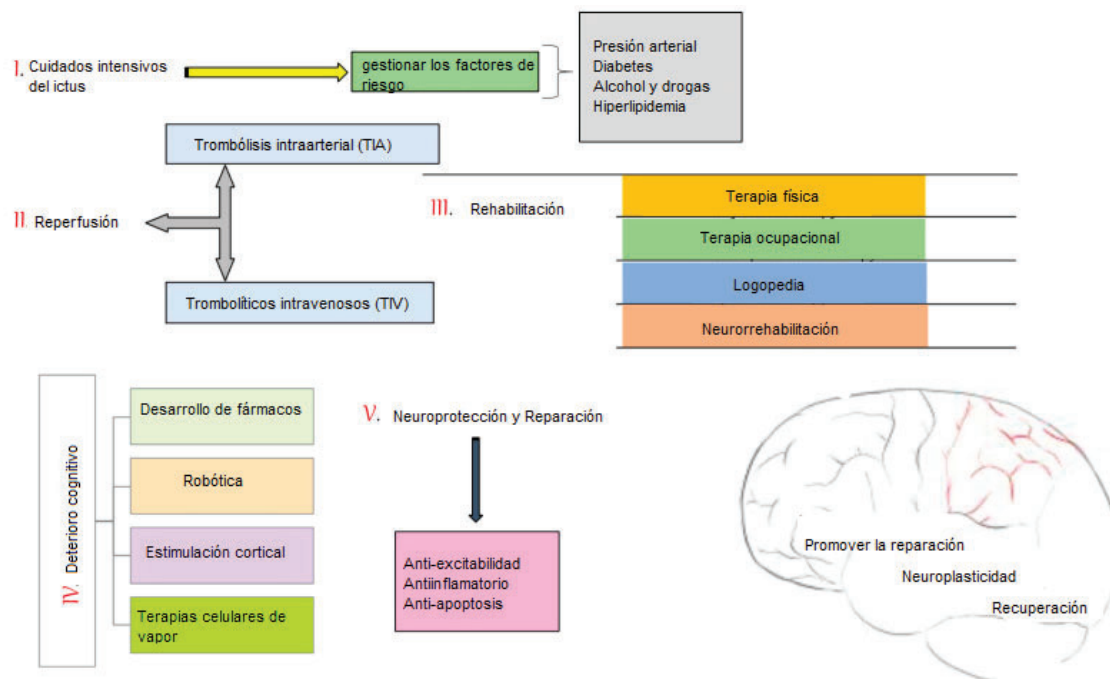 I. Cuidados intensivos
del ictus
gestionar los factores de
riesgo
Presión arterial
Diabetes
Alcohol y drogas
Hiperlipidemia
Trombólisis intraarterial (TIA)
II. Reperfusión
Trombolíticos intravenosos (TIV)
III. Rehabilitación
Terapia física
Terapia ocupacional
Logopedia
Neurorrehabilitación
IV. Deterioro cognitivo
Desarrollo de fármacos
Robótica
Estimulación cortical
Terapias celulares de
vapor
V. Neuroprotección y Reparación
Anti-excitabilidad
Antiinflamatorio
Anti-apoptosis
Promover la reparación
Neuroplasticidad
Recuperación